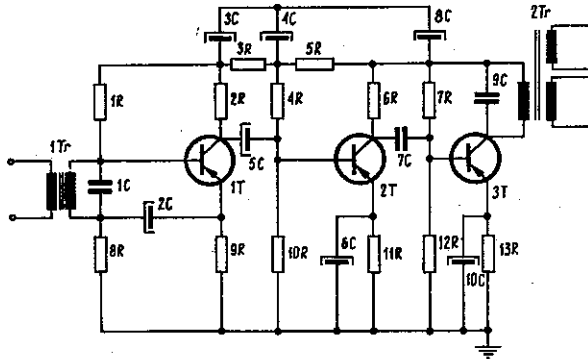 3C 4C 8C 2Tr
3R 5R
1R 2R 4R 6R 7R 9C
1Tr 5C 7C
1C 1T 2T 3T
2C
8R 9R 10R 6C 11R 12R 10C 13R